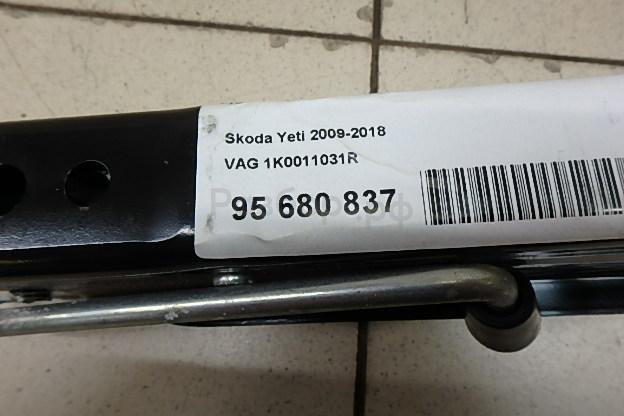 Skoda Yeti 2009-2018
VAG 1K0011031R
95 680 837